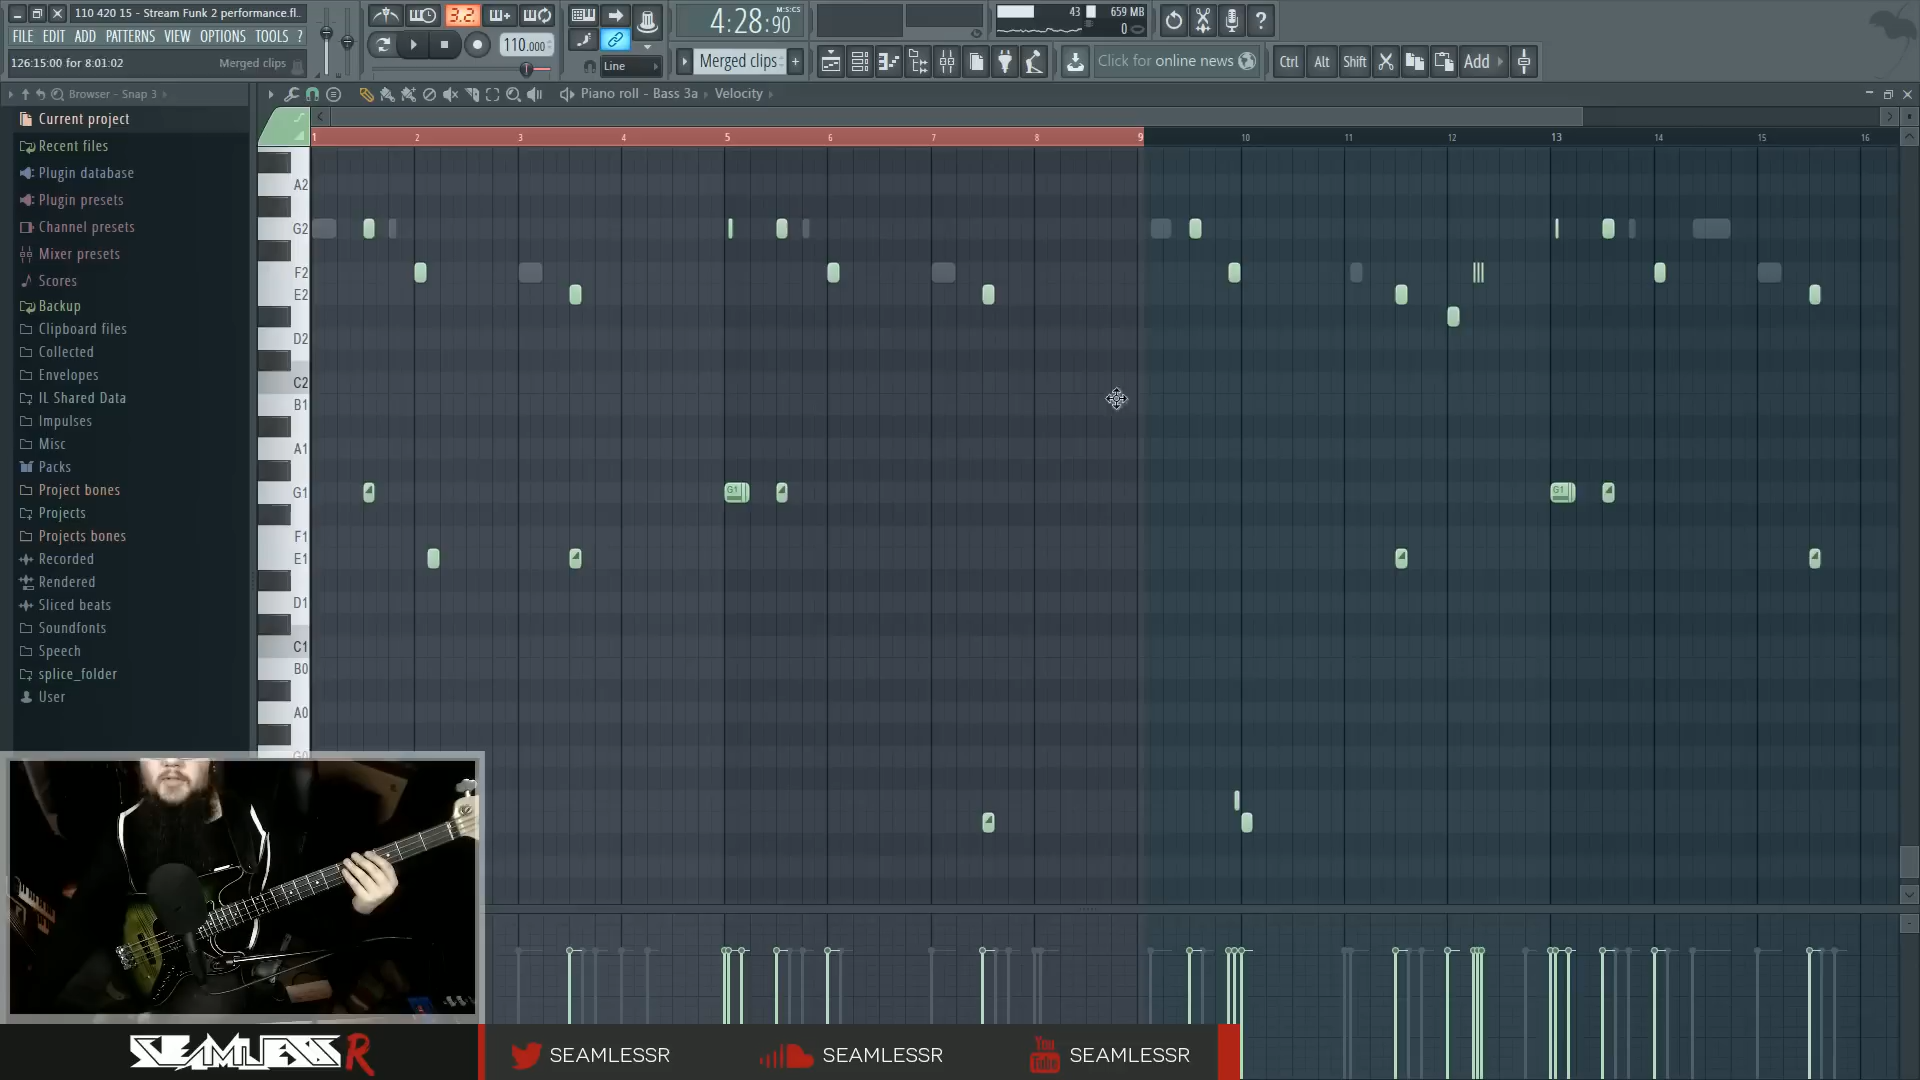 110 420 15 - Stream Funk 2 performance.fl..
FILE EDIT ADD PATTERNS VIEW OPTIONS TOOLS ?
126:15:00 for 8:01:02 Merged clips
3.2
110.000
Line
4:28:90
M:S:CS
43 659 MB
0
Merged clips
Click for online news
Ctrl Alt Shift Add
Browser - Snap 3
Piano roll - Bass 3a Velocity
Current project
Recent files
Plugin database
Plugin presets
Channel presets
Mixer presets
Scores
Backup
Clipboard files
Collected
Envelopes
IL Shared Data
Impulses
Misc
Packs
Project bones
Projects
Projects bones
Recorded
Rendered
Sliced beats
Soundfonts
Speech
splice_folder
User
1 2 3 4 5 6 7 8 9 10 11 12 13 14 15 16
A2
G2
F2
E2
D2
C2
B1
A1
G1
F1
E1
D1
C1
B0
A0
G1
G1
SEAMLESSR
SEAMLESSR
SEAMLESSR
You
Tube
SEAMLESSR